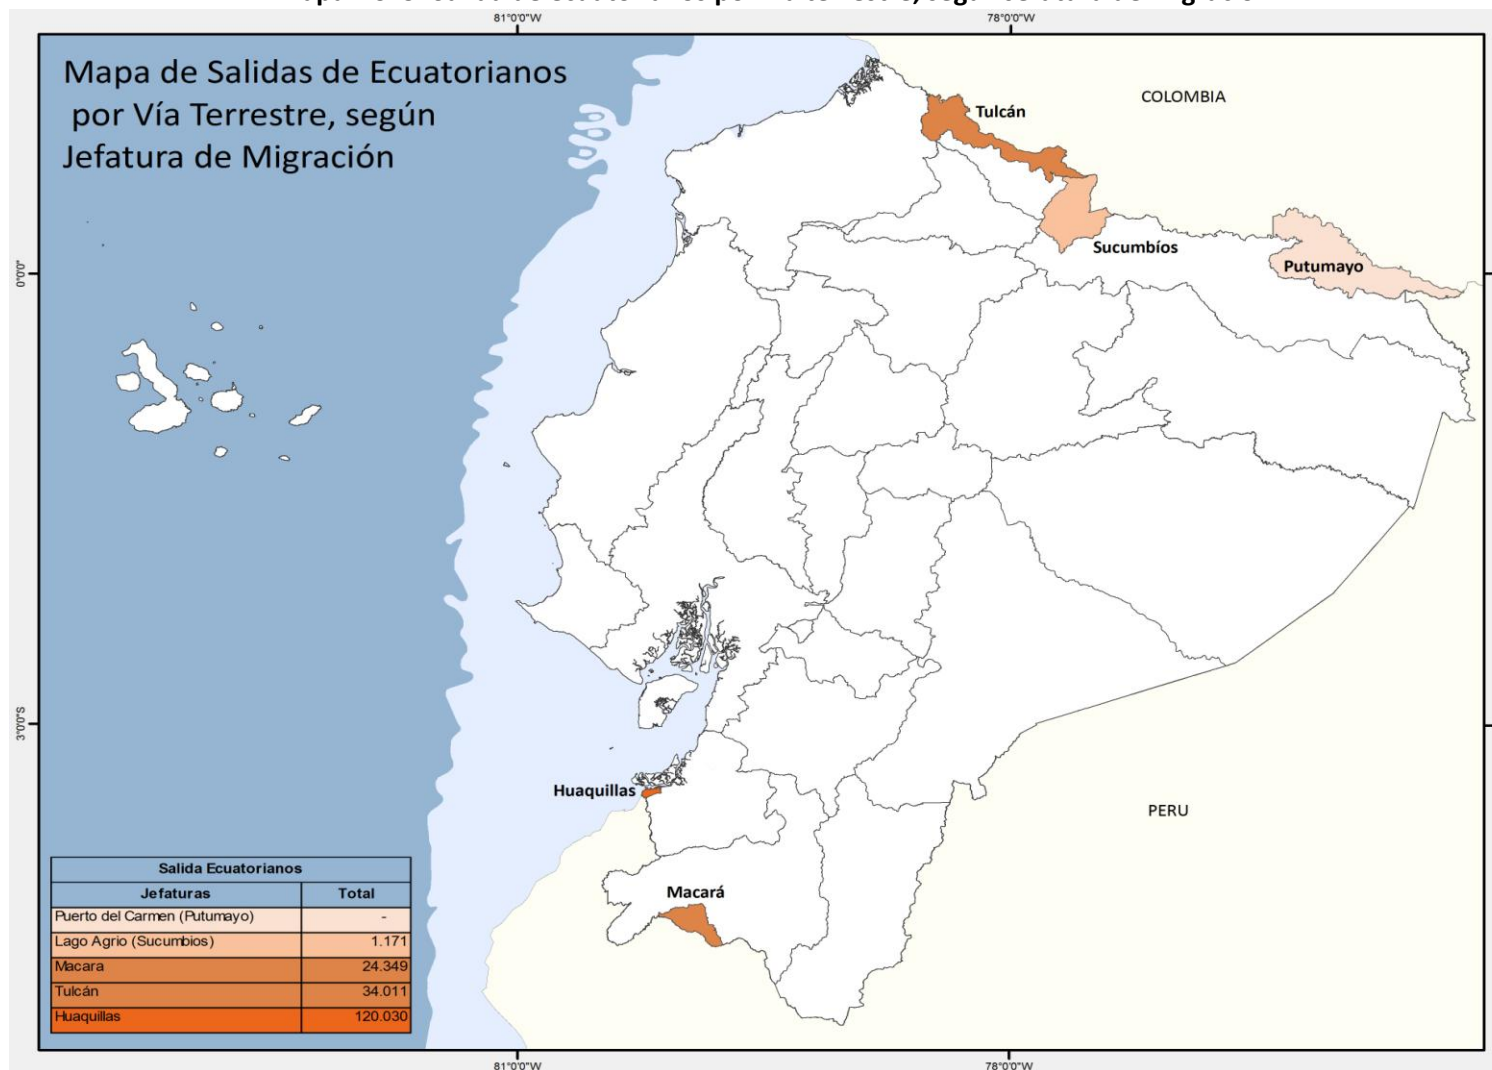 81°0'0"W
78°0'0"W
Mapa de Salidas de Ecuatorianos
por Vía Terrestre, según
Jefatura de Migración
COLOMBIA
Tulcán
Sucumbíos
Putumayo
0°0'0"
3°0'0"S
Huaquillas
PERU
Macará
Salida Ecuatorianos
Jefaturas Total
Puerto del Carmen (Putumayo) -
Lago Agrio (Sucumbios) 1.171
Macara 24.349
Tulcán 34.011
Huaquillas 120.030
81°0'0"W
78°0'0"W